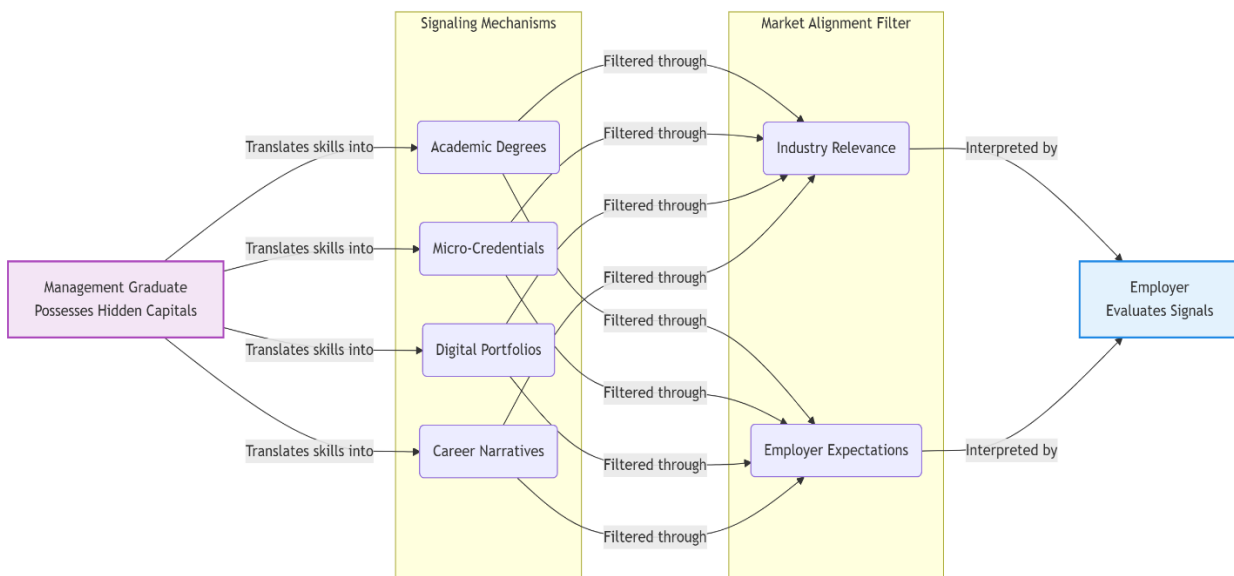 Signaling Mechanisms
Market Alignment Filter
Management Graduate
Possesses Hidden Capitals
Translates skills into
Translates skills into
Translates skills into
Translates skills into
Academic Degrees
Micro-Credentials
Digital Portfolios
Career Narratives
Filtered through
Filtered through
Filtered through
Filtered through
Filtered through
Filtered through
Filtered through
Filtered through
Industry Relevance
Employer Expectations
Interpreted by
Interpreted by
Employer
Evaluates Signals